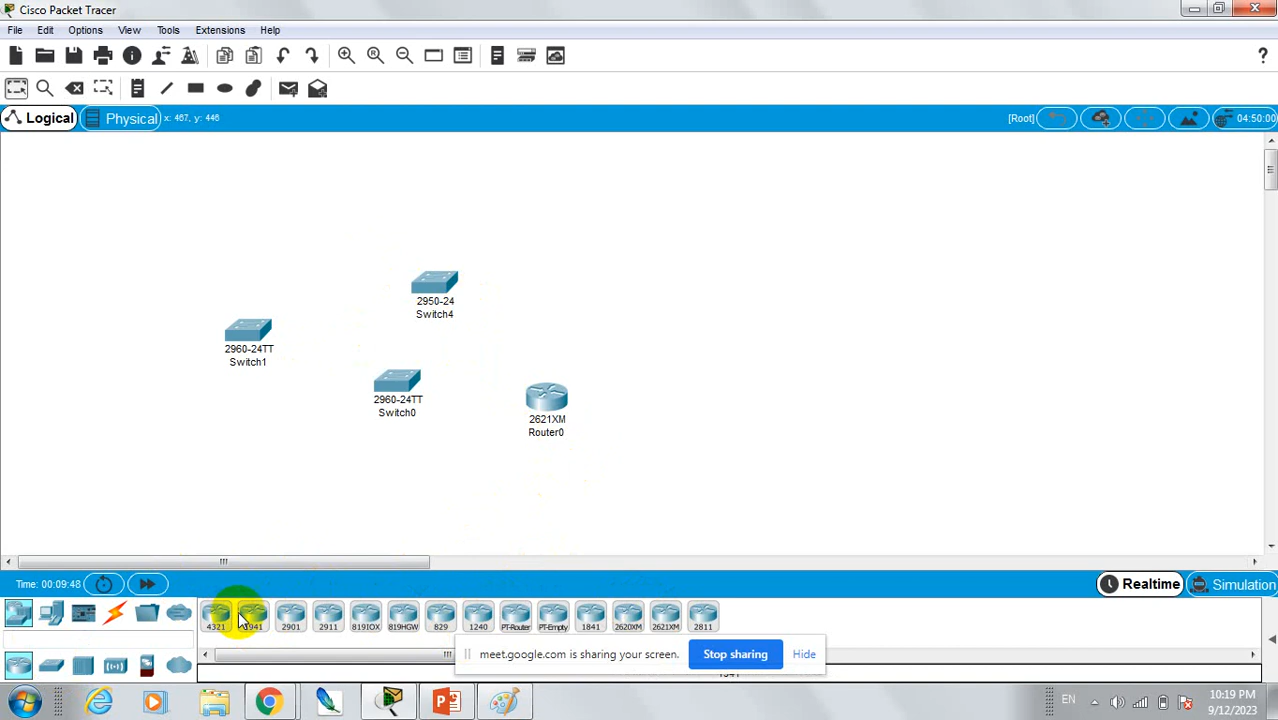 Cisco Packet Tracer
File Edit Options View Tools Extensions Help
?
Logical Physical x: 467, y: 446 [Root] 04:50:00
2950-24
Switch4
2960-24TT
Switch1
2960-24TT
Switch0
2621XM
Router0
Time: 00:09:48 Realtime Simulation
4321 1941 2901 2911 819IOX 819HGW 829 1240 PT-Router PT-Empty 1841 2620XM 2621XM 2811
meet.google.com is sharing your screen. Stop sharing Hide
1941
EN 10:19 PM
9/12/2023